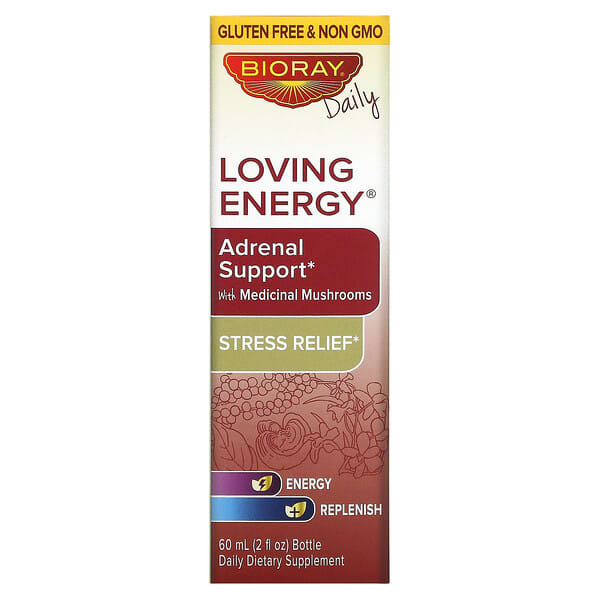 GLUTEN FREE & NON GMO
BIORAY®
Daily
LOVING
ENERGY®
Adrenal
Support*
With Medicinal Mushrooms
STRESS RELIEF*
ENERGY
REPLENISH
60 mL (2 fl oz) Bottle
Daily Dietary Supplement